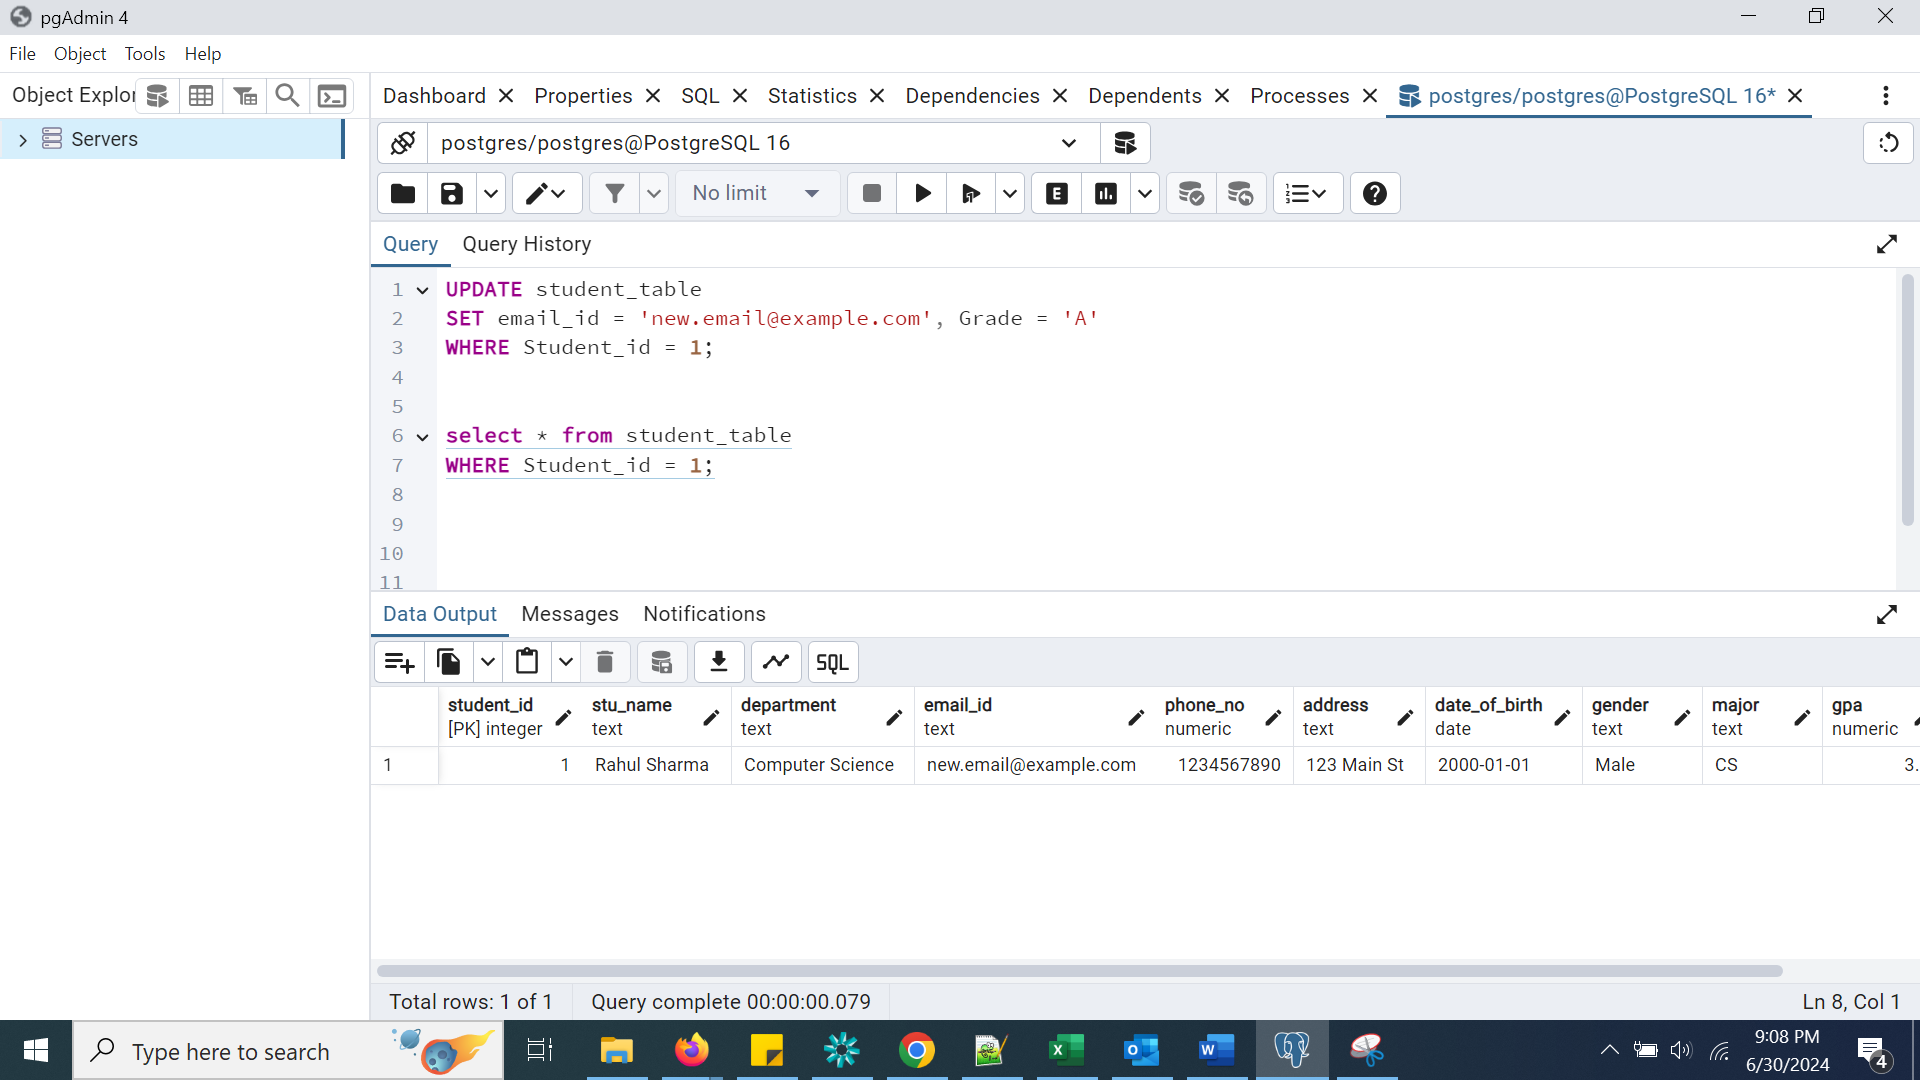 pgAdmin 4
File Object Tools Help
Object Explor
Dashboard Properties SQL Statistics Dependencies Dependents Processes postgres/postgres@PostgreSQL 16*
Servers
postgres/postgres@PostgreSQL 16
No limit
E
Query Query History
1 UPDATE student_table
2 SET email_id = 'new.email@example.com', Grade = 'A'
3 WHERE Student_id = 1;
4
5
6 select * from student_table
7 WHERE Student_id = 1;
8
9
10
11
Data Output Messages Notifications
SQL
student_id stu_name department email_id phone_no address date_of_birth gender major gpa
[PK] integer text text text numeric text date text text numeric
1 1 Rahul Sharma Computer Science new.email@example.com 1234567890 123 Main St 2000-01-01 Male CS 3.
Total rows: 1 of 1 Query complete 00:00:00.079 Ln 8, Col 1
Type here to search
9:08 PM
6/30/2024
4